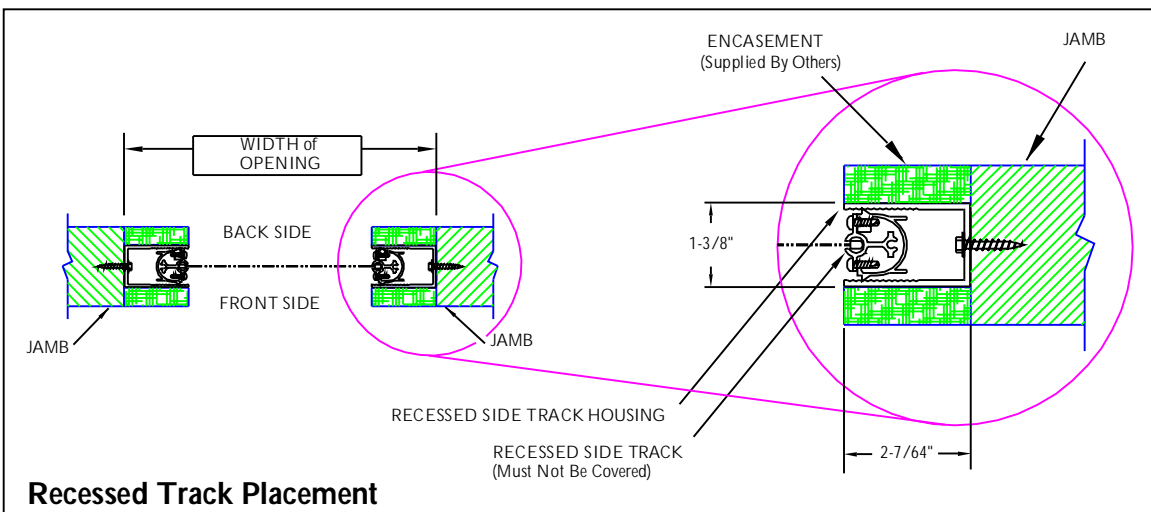 ENCASEMENT
(Supplied By Others)
JAMB
WIDTH of
OPENING
BACK SIDE
FRONT SIDE
1-3/8"
JAMB
JAMB
RECESSED SIDE TRACK HOUSING
RECESSED SIDE TRACK
(Must Not Be Covered)
2-7/64"
Recessed Track Placement